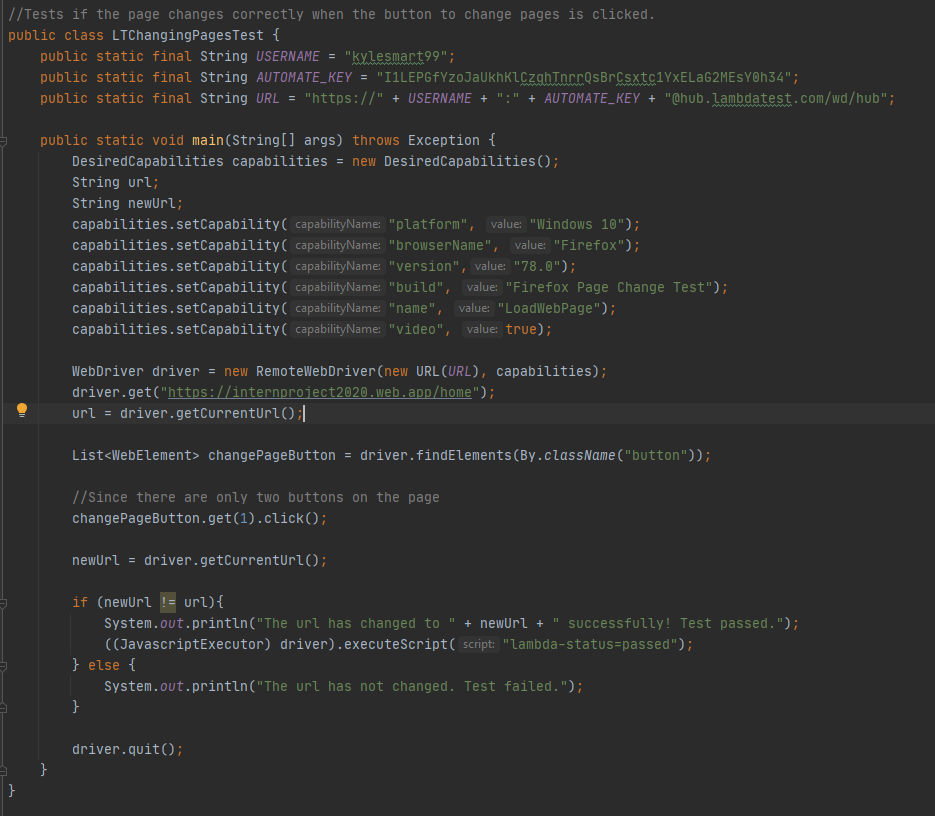 //Tests if the page changes correctly when the button to change pages is clicked.
public class LTChangingPagesTest {
    public static final String USERNAME = "kylesmart99";
    public static final String AUTOMATE_KEY = "I1LEPGfYzoJaUkhKlCzqhTnrrQsBrCsxtc1YxELaG2MEsY0h34";
    public static final String URL = "https://" + USERNAME + ":" + AUTOMATE_KEY + "@hub.lambdatest.com/wd/hub";
    public static void main(String[] args) throws Exception {
        DesiredCapabilities capabilities = new DesiredCapabilities();
        String url;
        String newUrl;
        capabilities.setCapability( capabilityName: "platform", value: "Windows 10");
        capabilities.setCapability( capabilityName: "browserName", value: "Firefox");
        capabilities.setCapability( capabilityName: "version", value: "78.0");
        capabilities.setCapability( capabilityName: "build", value: "Firefox Page Change Test");
        capabilities.setCapability( capabilityName: "name", value: "LoadWebPage");
        capabilities.setCapability( capabilityName: "video", value: true);
        WebDriver driver = new RemoteWebDriver(new URL(URL), capabilities);
        driver.get("https://internproject2020.web.app/home");
        url = driver.getCurrentUrl();
        List<WebElement> changePageButton = driver.findElements(By.className("button"));
        //Since there are only two buttons on the page
        changePageButton.get(1).click();
        newUrl = driver.getCurrentUrl();
        if (newUrl != url){
            System.out.println("The url has changed to " + newUrl + " successfully! Test passed.");
            ((JavascriptExecutor) driver).executeScript( script: "lambda-status=passed");
        } else {
            System.out.println("The url has not changed. Test failed.");
        }
        driver.quit();
    }
}